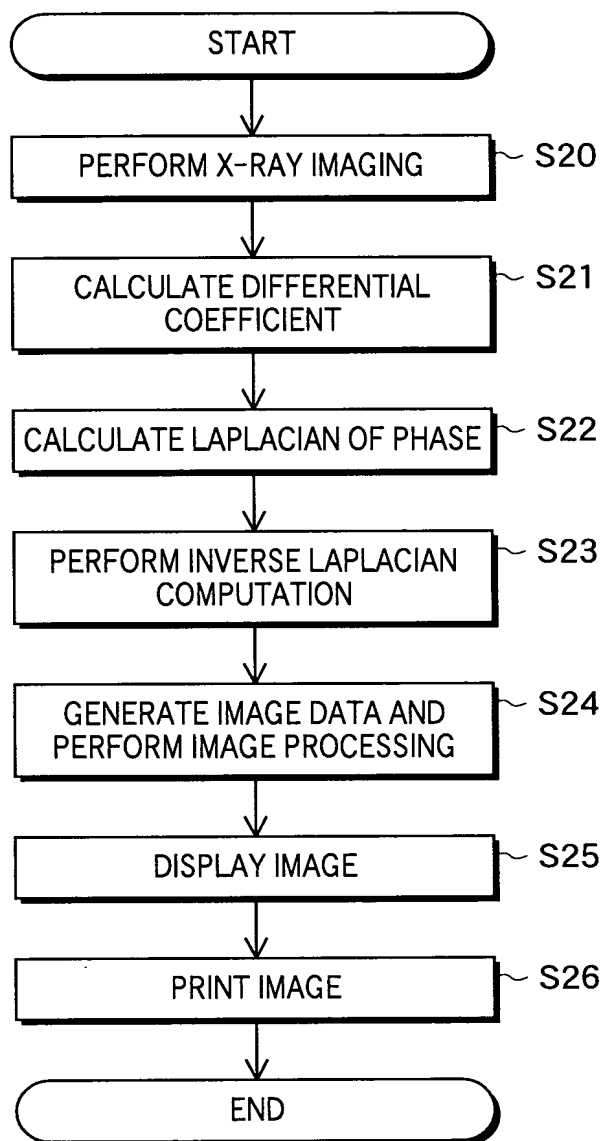 START
PERFORM X-RAY IMAGING
S20
CALCULATE DIFFERENTIAL
COEFFICIENT
S21
CALCULATE LAPLACIAN OF PHASE
S22
PERFORM INVERSE LAPLACIAN
COMPUTATION
S23
GENERATE IMAGE DATA AND
PERFORM IMAGE PROCESSING
S24
DISPLAY IMAGE
S25
PRINT IMAGE
S26
END